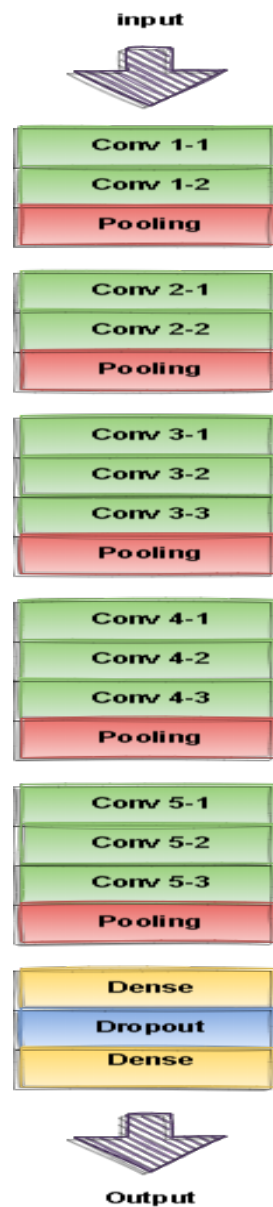 input
Conv 1-1
Conv 1-2
Pooling
Conv 2-1
Conv 2-2
Pooling
Conv 3-1
Conv 3-2
Conv 3-3
Pooling
Conv 4-1
Conv 4-2
Conv 4-3
Pooling
Conv 5-1
Conv 5-2
Conv 5-3
Pooling
Dense
Dropout
Dense
Output